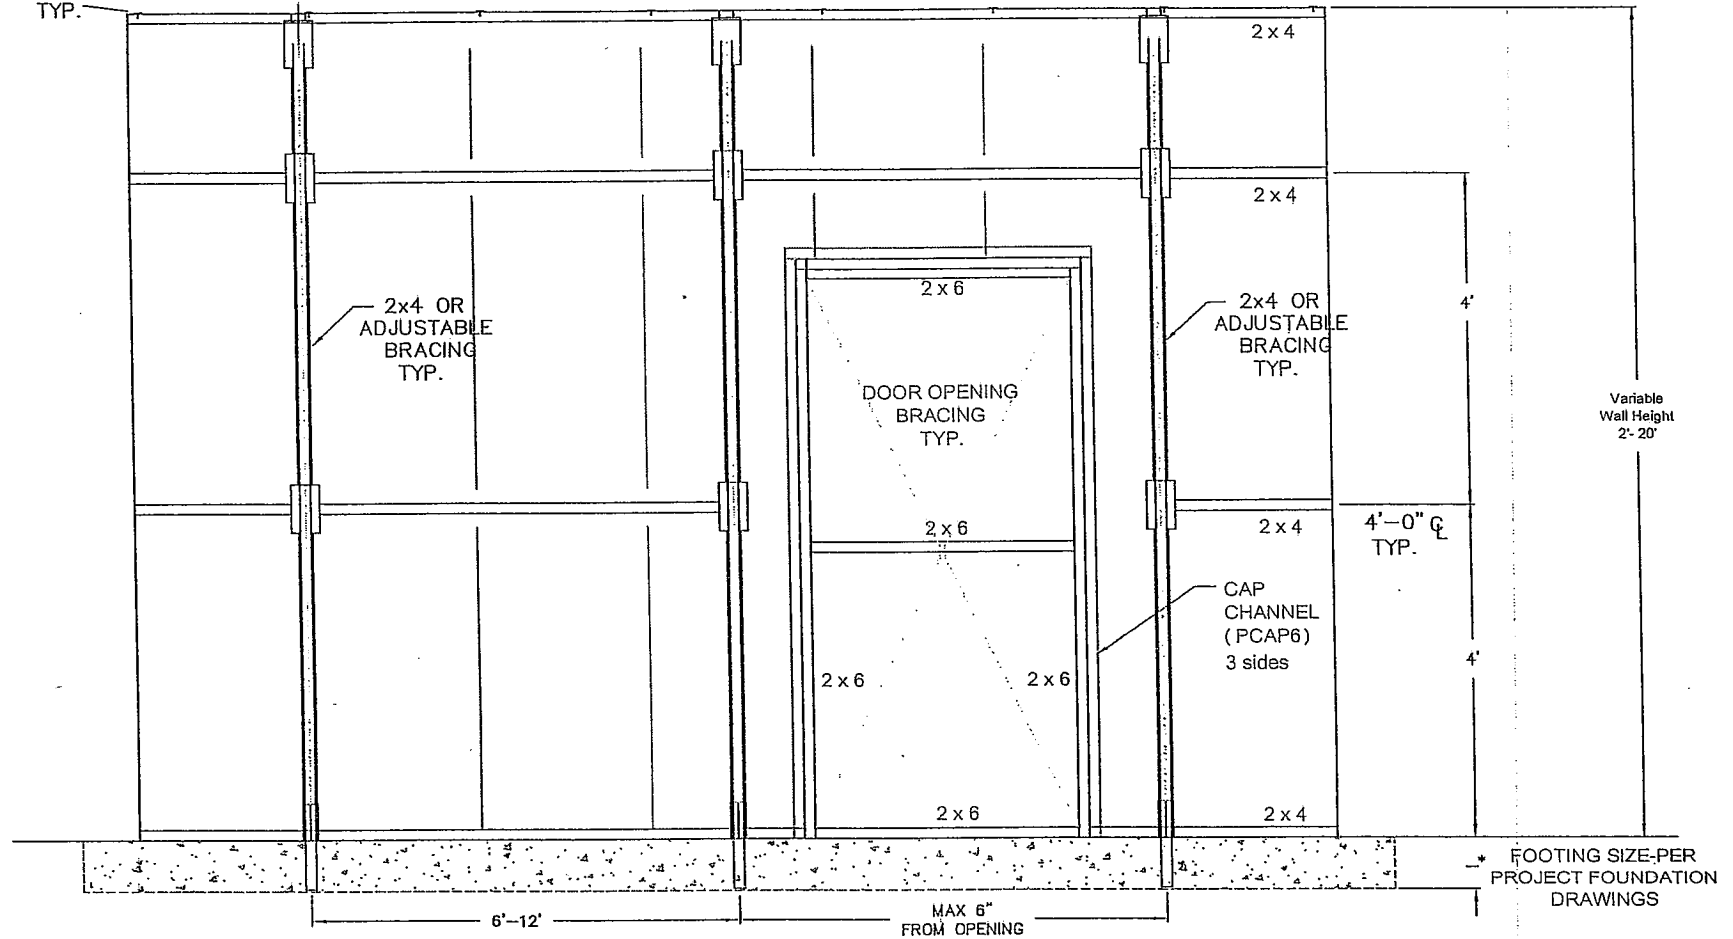 TYP.
2 x 4
2 x 4
2x4 OR
ADJUSTABLE
BRACING
TYP.
2 x 6
2x4 OR
ADJUSTABLE
BRACING
TYP.
4'
DOOR OPENING
BRACING
TYP.
Variable
Wall Height
2'- 20'
2 x 6
2 x 4
4'-0" ℄
TYP.
CAP
CHANNEL
( PCAP6 )
3 sides
4'
2 x 6
2 x 6
2 x 6
2 x 4
*
FOOTING SIZE-PER
PROJECT FOUNDATION
DRAWINGS
6'-12'
MAX 6"
FROM OPENING